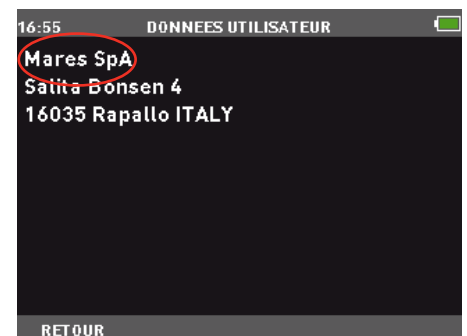 16:55 DONNEES UTILISATEUR
Mares SpA
Salita Bonsen 4
16035 Rapallo ITALY
RETOUR